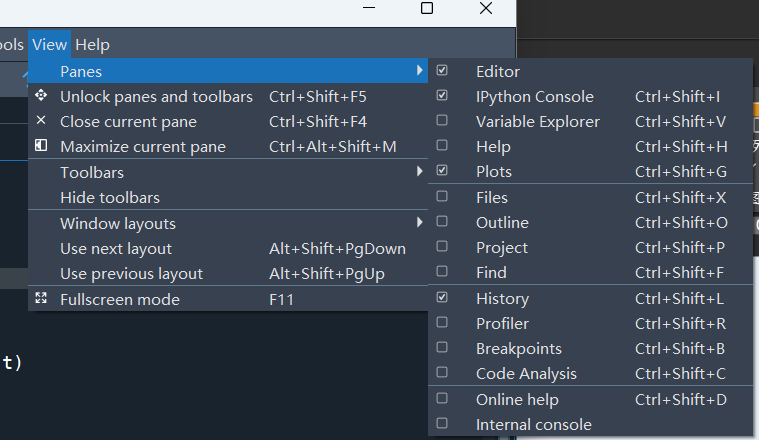 ools View Help
Panes
Unlock panes and toolbars Ctrl+Shift+F5
Close current pane Ctrl+Shift+F4
Maximize current pane Ctrl+Alt+Shift+M
Toolbars
Hide toolbars
Window layouts
Use next layout Alt+Shift+PgDown
Use previous layout Alt+Shift+PgUp
Fullscreen mode F11
t)
Editor
IPython Console Ctrl+Shift+I
Variable Explorer Ctrl+Shift+V
Help Ctrl+Shift+H
Plots Ctrl+Shift+G
Files Ctrl+Shift+X
Outline Ctrl+Shift+O
Project Ctrl+Shift+P
Find Ctrl+Shift+F
History Ctrl+Shift+L
Profiler Ctrl+Shift+R
Breakpoints Ctrl+Shift+B
Code Analysis Ctrl+Shift+C
Online help Ctrl+Shift+D
Internal console